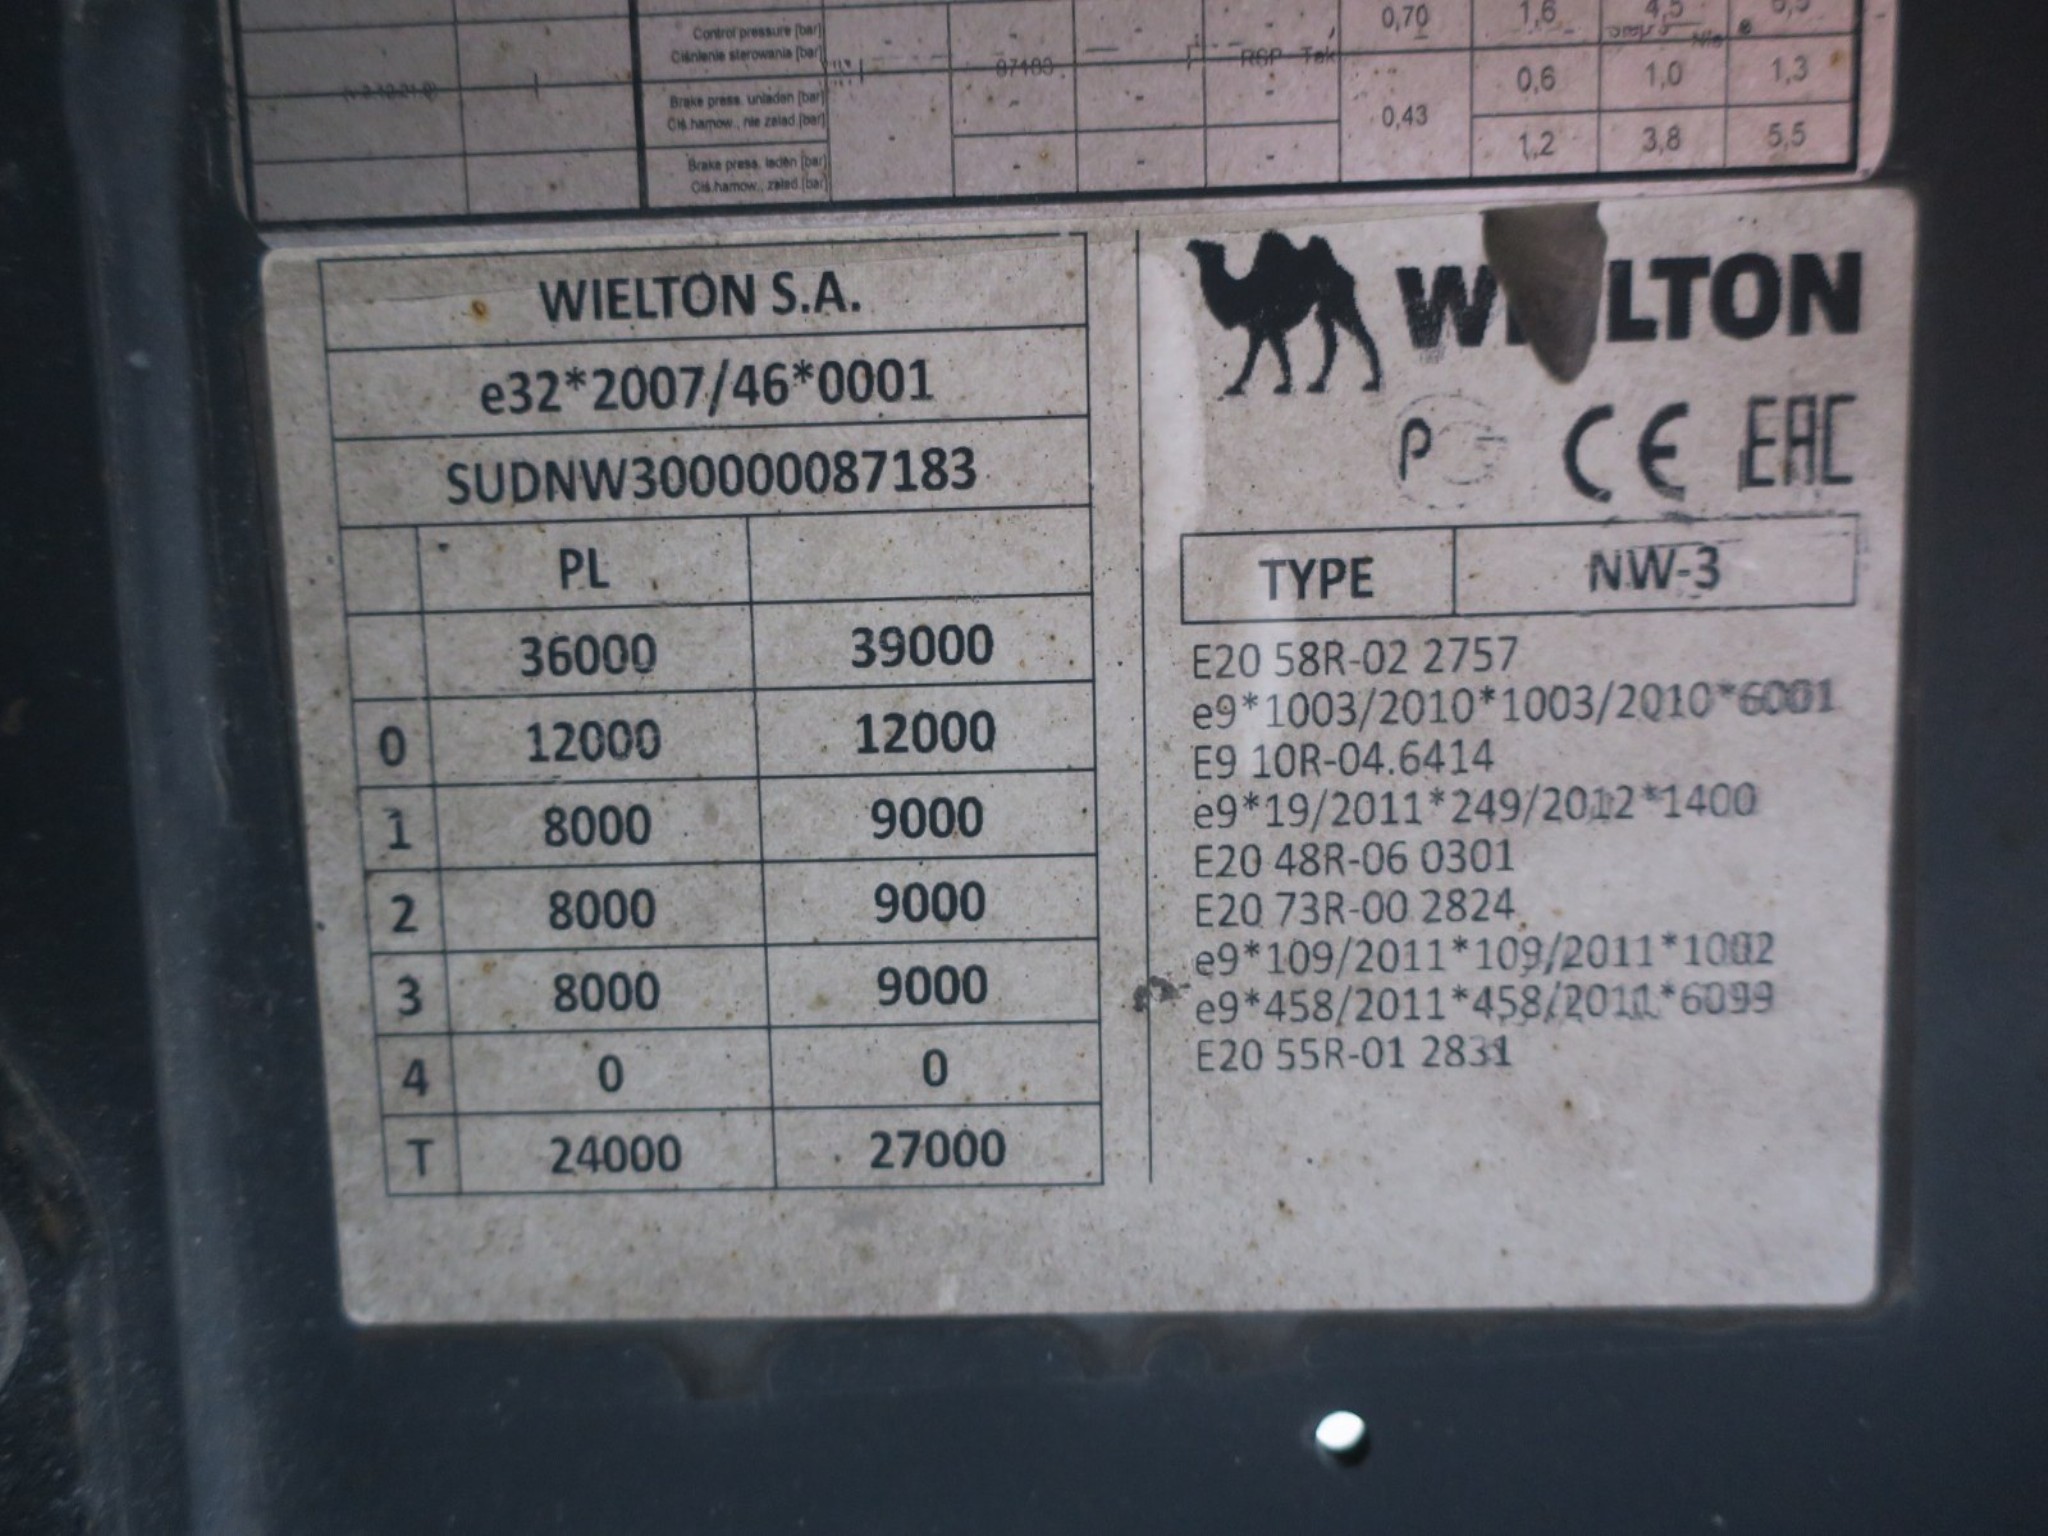 Control pressure [bar]
Ciśnienie sterowania [bar]
- - - - 0,70 1,6 4,5
Brake press. unladen [bar]
Ciś.hamow., nie zalad.[bar]
- - - 0,43 0,6 1,0 1,3
Brake press. laden [bar]
Ciś.hamow., zalad.[bar]
- - - 1,2 3,8 5,5
WIELTON S.A.
e32*2007/46*0001
SUDNW300000087183
PL
36000 39000
0 12000 12000
1 8000 9000
2 8000 9000
3 8000 9000
4 0 0
T 24000 27000
WI LTON
CE EAC
TYPE NW-3
E20 58R-02 2757
e9*1003/2010*1003/2010*6001
E9 10R-04.6414
e9*19/2011*249/2012*1400
E20 48R-06 0301
E20 73R-00 2824
e9*109/2011*109/2011*1002
e9*458/2011*458/2011*6099
E20 55R-01 2831